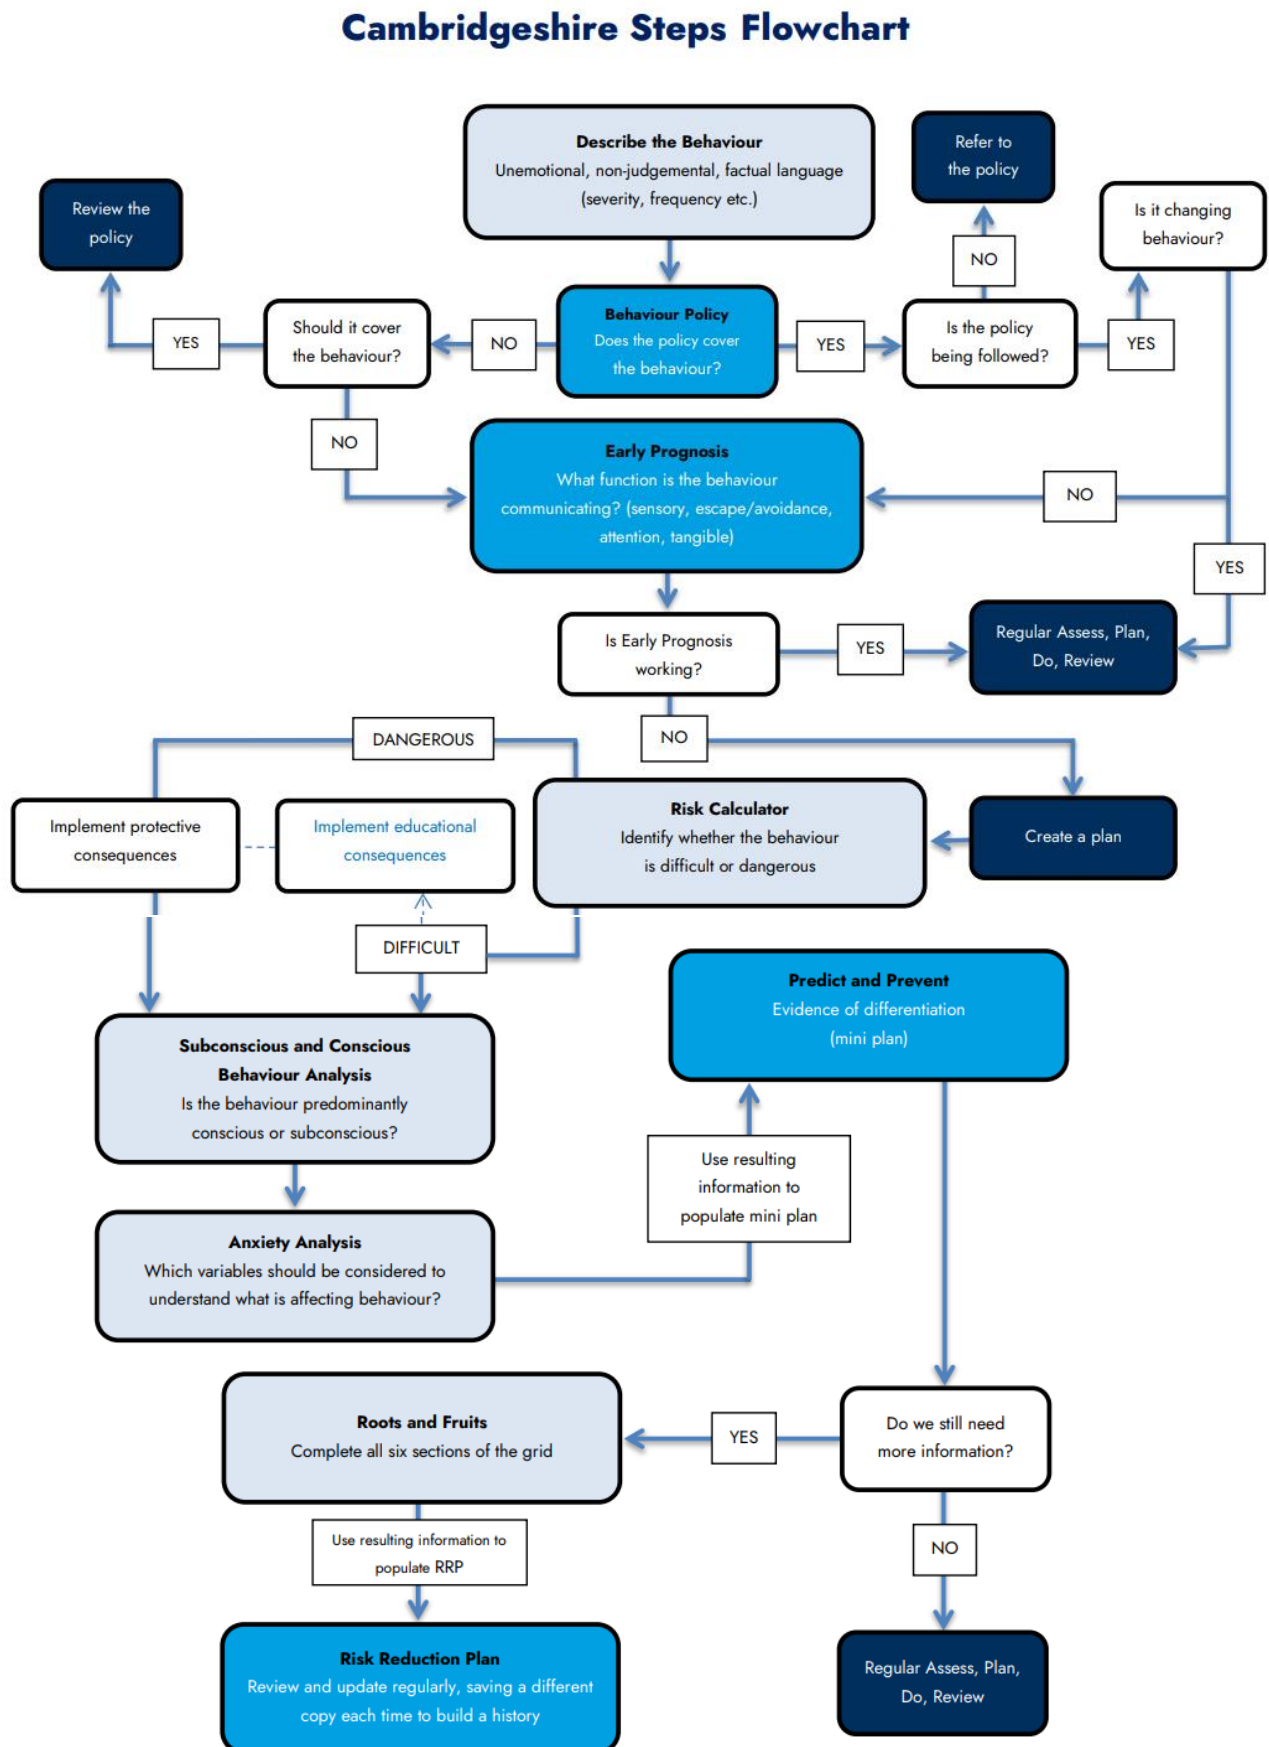 Cambridgeshire Steps Flowchart
Describe the Behaviour
Unemotional, non-judgemental, factual language
(severity, frequency etc.)
Refer to
the policy
Review the
policy
Is it changing
behaviour?
NO
Behaviour Policy
Does the policy cover
the behaviour?
Should it cover
the behaviour?
YES
NO
YES
Is the policy
being followed?
YES
NO
Early Prognosis
What function is the behaviour
communicating? (sensory, escape/avoidance,
attention, tangible)
NO
YES
Is Early Prognosis
working?
YES
Regular Assess, Plan,
Do, Review
NO
DANGEROUS
Implement protective
consequences
Implement educational
consequences
Risk Calculator
Identify whether the behaviour
is difficult or dangerous
Create a plan
DIFFICULT
Predict and Prevent
Evidence of differentiation
(mini plan)
Subconscious and Conscious
Behaviour Analysis
Is the behaviour predominantly
conscious or subconscious?
Use resulting
information to
populate mini plan
Anxiety Analysis
Which variables should be considered to
understand what is affecting behaviour?
Roots and Fruits
Complete all six sections of the grid
YES
Do we still need
more information?
Use resulting information to
populate RRP
NO
Risk Reduction Plan
Review and update regularly, saving a different
copy each time to build a history
Regular Assess, Plan,
Do, Review